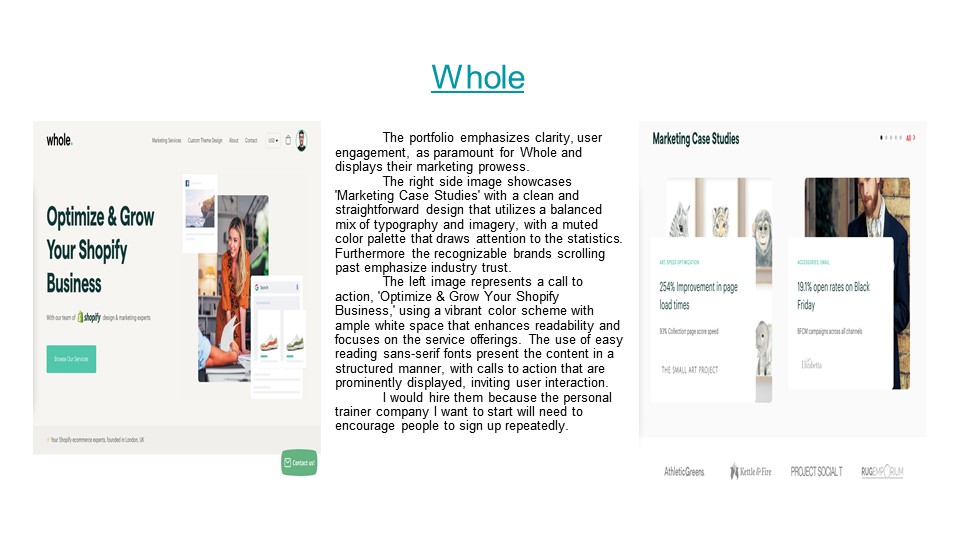 Whole
whole.
Marketing Services Custom Theme Design About Contact USD
Optimize & Grow
Your Shopify
Business
With our team of shopify design & marketing experts
Browse Our Services
Google
Your Shopify ecommerce experts, founded in London, UK
Contact us!
The portfolio emphasizes clarity, user
engagement, as paramount for Whole and
displays their marketing prowess.
The right side image showcases
'Marketing Case Studies' with a clean and
straightforward design that utilizes a balanced
mix of typography and imagery, with a muted
color palette that draws attention to the statistics.
Furthermore the recognizable brands scrolling
past emphasize industry trust.
The left image represents a call to
action, 'Optimize & Grow Your Shopify
Business,' using a vibrant color scheme with
ample white space that enhances readability and
focuses on the service offerings. The use of easy
reading sans-serif fonts present the content in a
structured manner, with calls to action that are
prominently displayed, inviting user interaction.
I would hire them because the personal
trainer company I want to start will need to
encourage people to sign up repeatedly.
Marketing Case Studies
All
ART, SPEED OPTIMIZATION
254% Improvement in page
load times
93% Collection page score speed
THE SMALL ART PROJECT
ACCESSORIES, EMAIL
19.1% open rates on Black
Friday
BFCM campaigns across all channels
Elizabetta
AthleticGreens Kettle & Fire PROJECT SOCIAL T RUGEMPORIUM